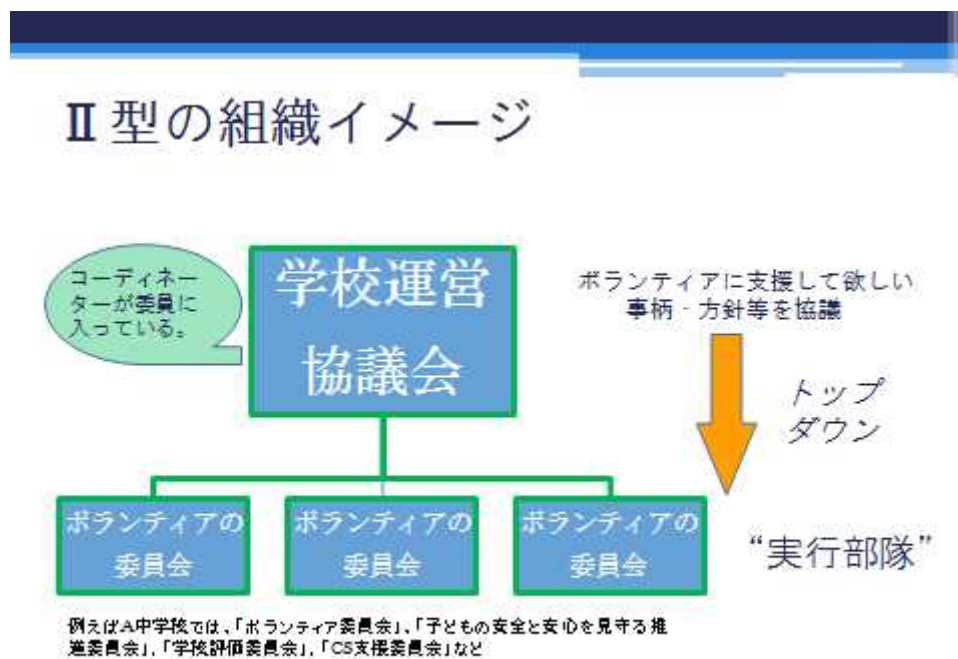 Ⅱ型の組織イメージ
コーディネー
ターが委員に
入っている。
学校運営
協議会
ボランティアに支援して欲しい
事柄・方針等を協議
トップ
ダウン
ボランティアの
委員会
ボランティアの
委員会
ボランティアの
委員会
“実行部隊”
例えばA中学校では、「ボランティア委員会」、「子どもの安全と安心を見守る推
進委員会」、「学校評価委員会」、「CS支援委員会」など